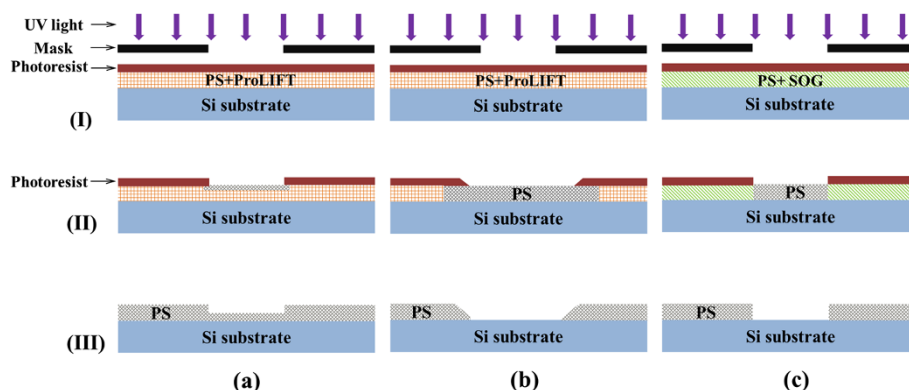 UV light
Mask
Photoresist
PS+ProLIFT PS+ProLIFT PS+ SOG
Si substrate Si substrate Si substrate
(I)
Photoresist
PS PS
Si substrate Si substrate Si substrate
(II)
PS PS PS
Si substrate Si substrate Si substrate
(III)
(a) (b) (c)